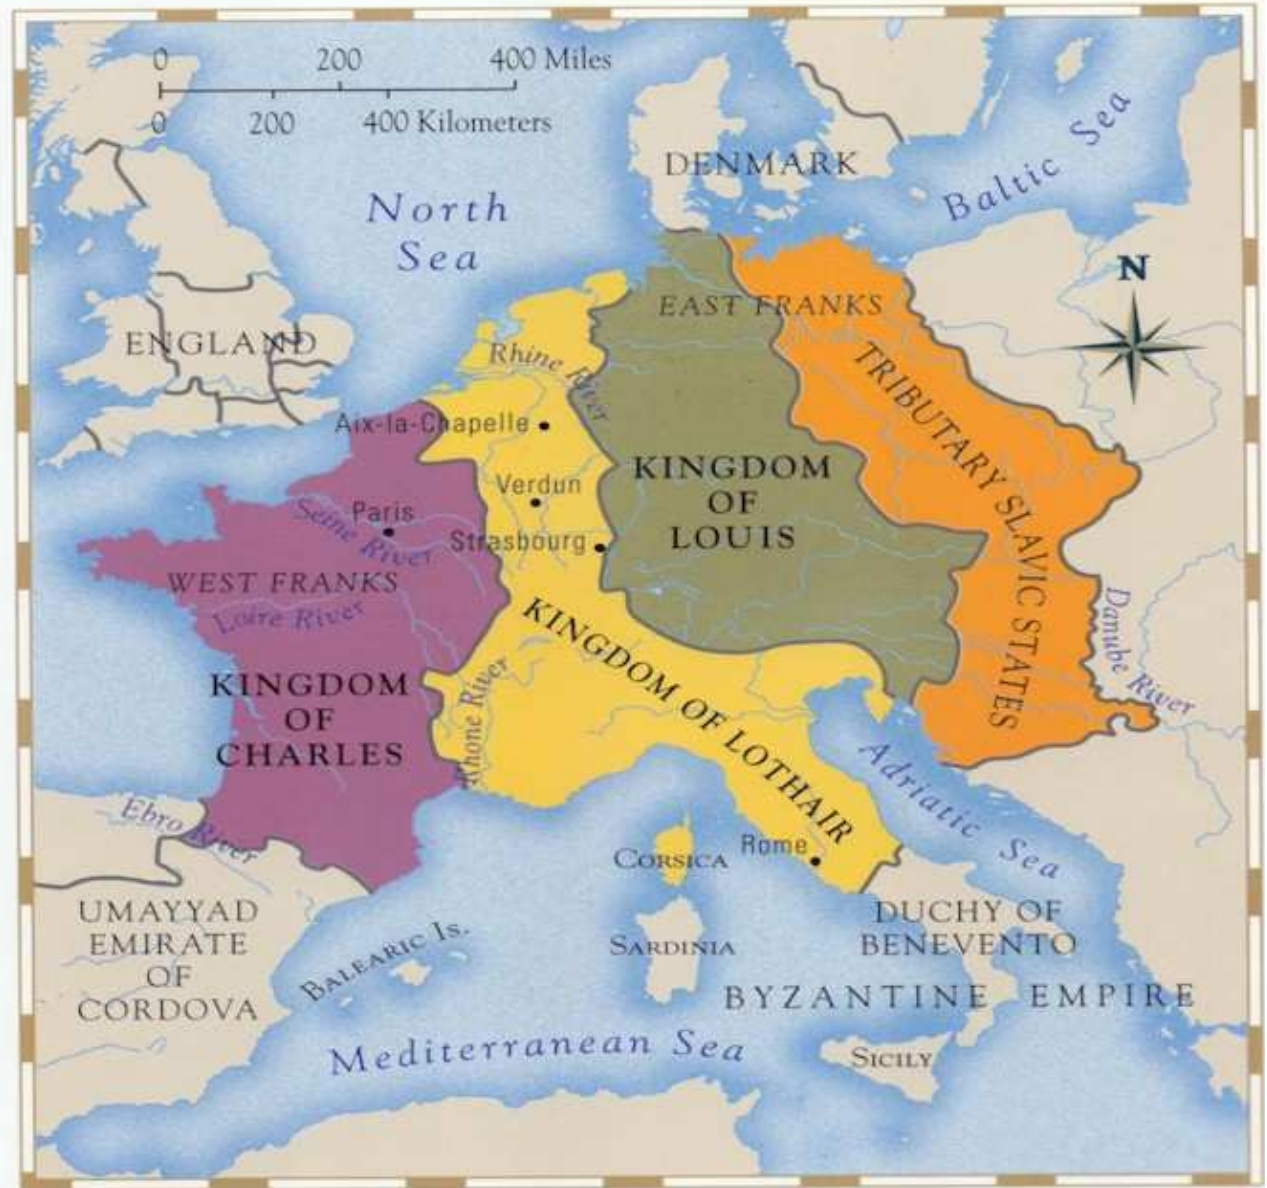 0 200 400 Miles
0 200 400 Kilometers
North
Sea
DENMARK
Baltic Sea
N
ENGLAND
EAST FRANKS
Rhine River
TRIBUTARY SLAVIC STATES
Aix-la-Chapelle
KINGDOM
OF
LOUIS
Verdun
Paris
Seine River
Strasbourg
WEST FRANKS
Loire River
KINGDOM OF LOTHAIR
Danube River
KINGDOM
OF
CHARLES
Rhone River
Adriatic Sea
Ebro River
Rome
CORSICA
UMAYYAD
EMIRATE
OF
CORDOVA
BALEARIC IS.
SARDINIA
DUCHY OF
BENEVENTO
BYZANTINE EMPIRE
Mediterranean Sea
SICILY